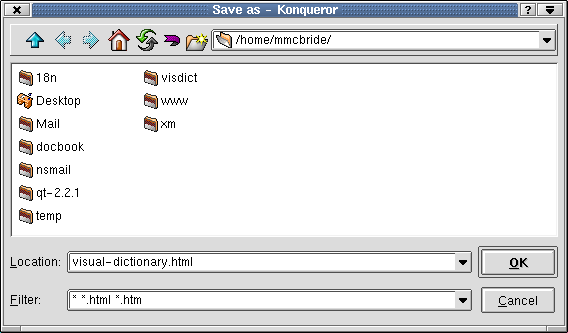 Save as - Konqueror
?
/home/mmcbride/
18n
visdict
Desktop
www
Mail
xm
docbook
nsmail
qt-2.2.1
temp
Location:
visual-dictionary.html
OK
Filter:
* *.html *.htm
Cancel